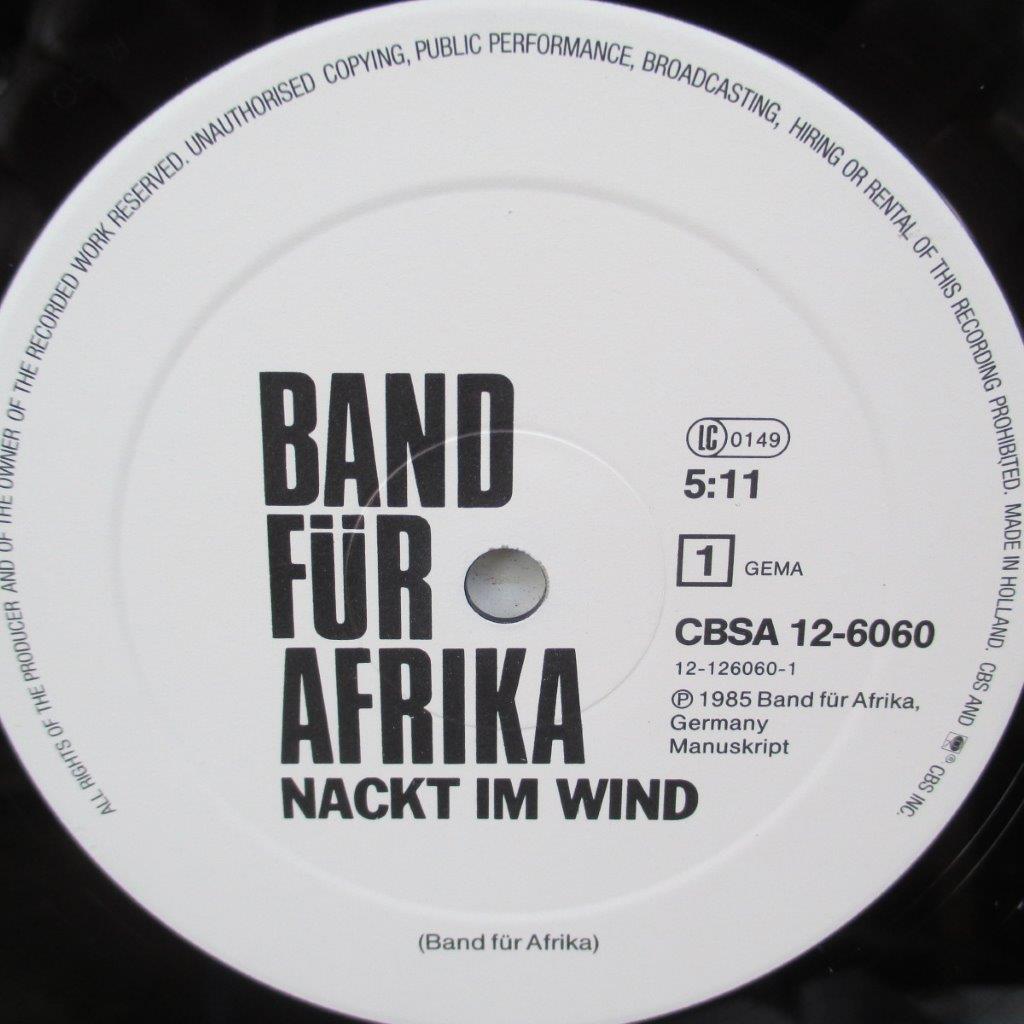 ALL RIGHTS OF THE PRODUCER AND OF THE OWNER OF THE RECORDED WORK RESERVED. UNAUTHORISED COPYING, PUBLIC PERFORMANCE, BROADCASTING, HIRING OR RENTAL OF THIS RECORDING PROHIBITED. MADE IN HOLLAND. CBS AND ® CBS INC.
BAND
FÜR
AFRIKA
NACKT IM WIND
LC 0149
5:11
1 GEMA
CBSA 12-6060
12-126060-1
℗ 1985 Band für Afrika,
Germany
Manuskript
(Band für Afrika)